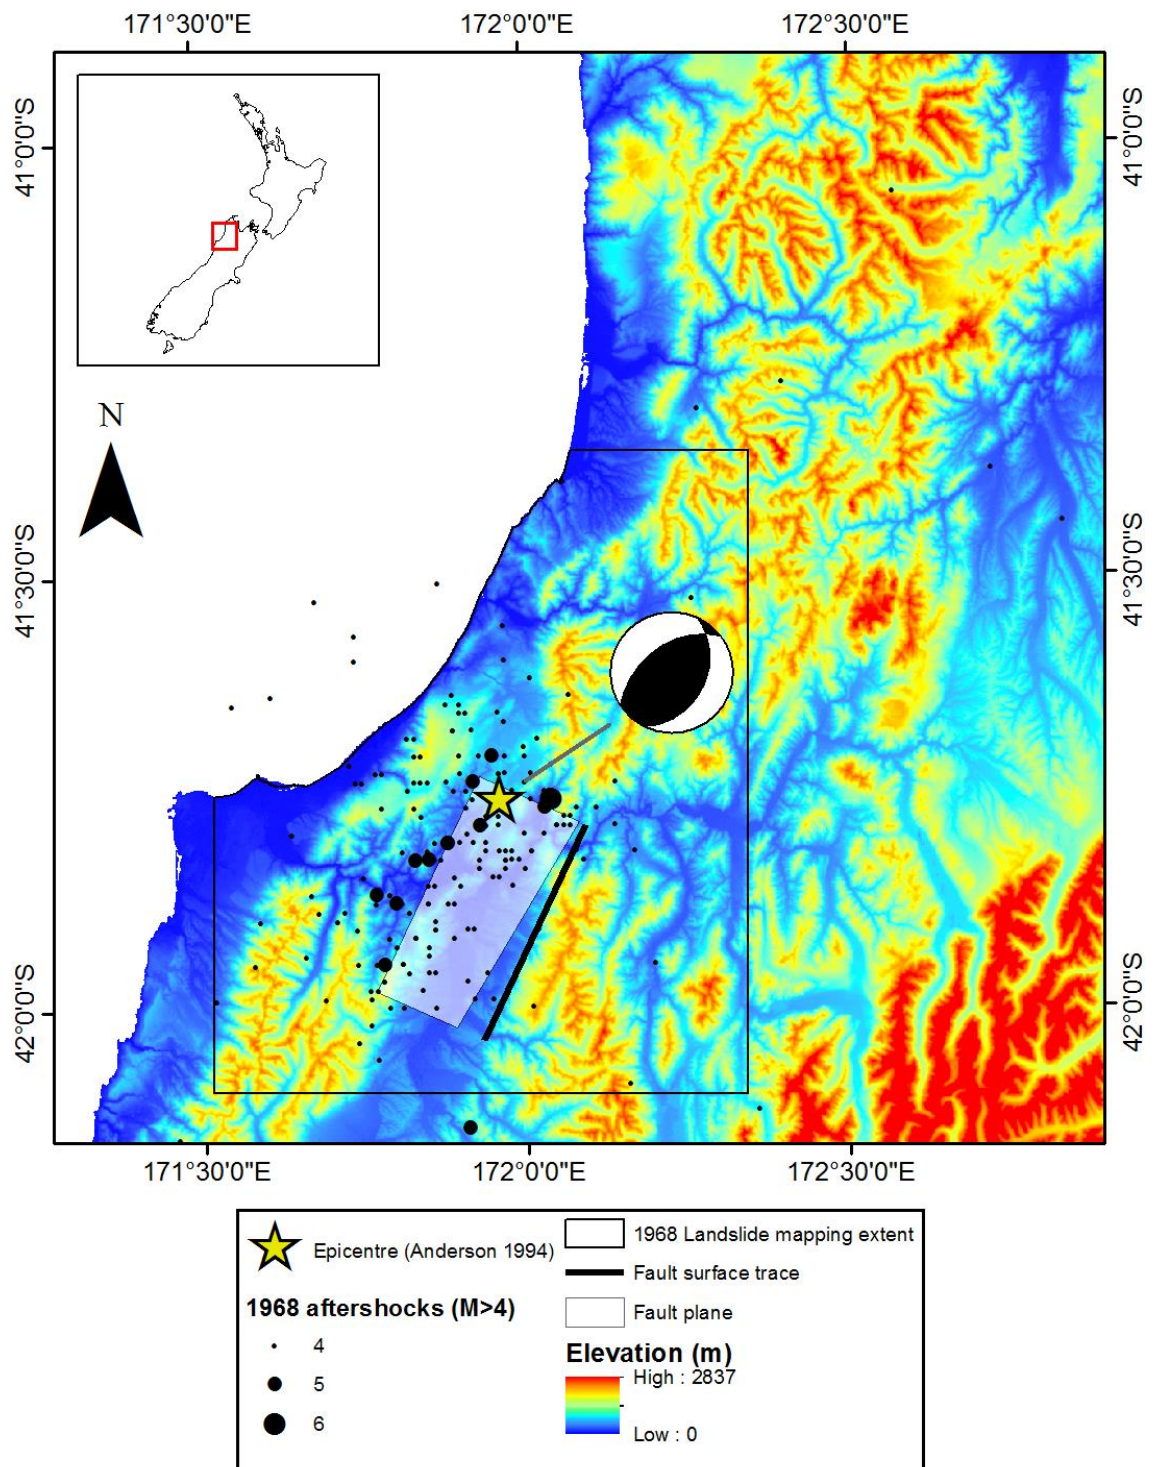 171°30'0"E 172°0'0"E 172°30'0"E
41°0'0"S 41°0'0"S
N
41°30'0"S 41°30'0"S
42°0'0"S 42°0'0"S
171°30'0"E 172°0'0"E 172°30'0"E
Epicentre (Anderson 1994)
1968 aftershocks (M>4)
4
5
6
1968 Landslide mapping extent
Fault surface trace
Fault plane
Elevation (m)
High : 2837
Low : 0